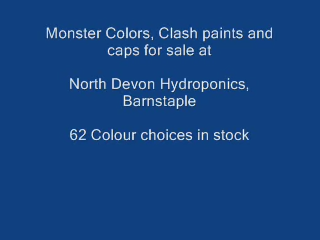 Monster Colors, Clash paints and
caps for sale at
North Devon Hydroponics,
Barnstaple
62 Colour choices in stock